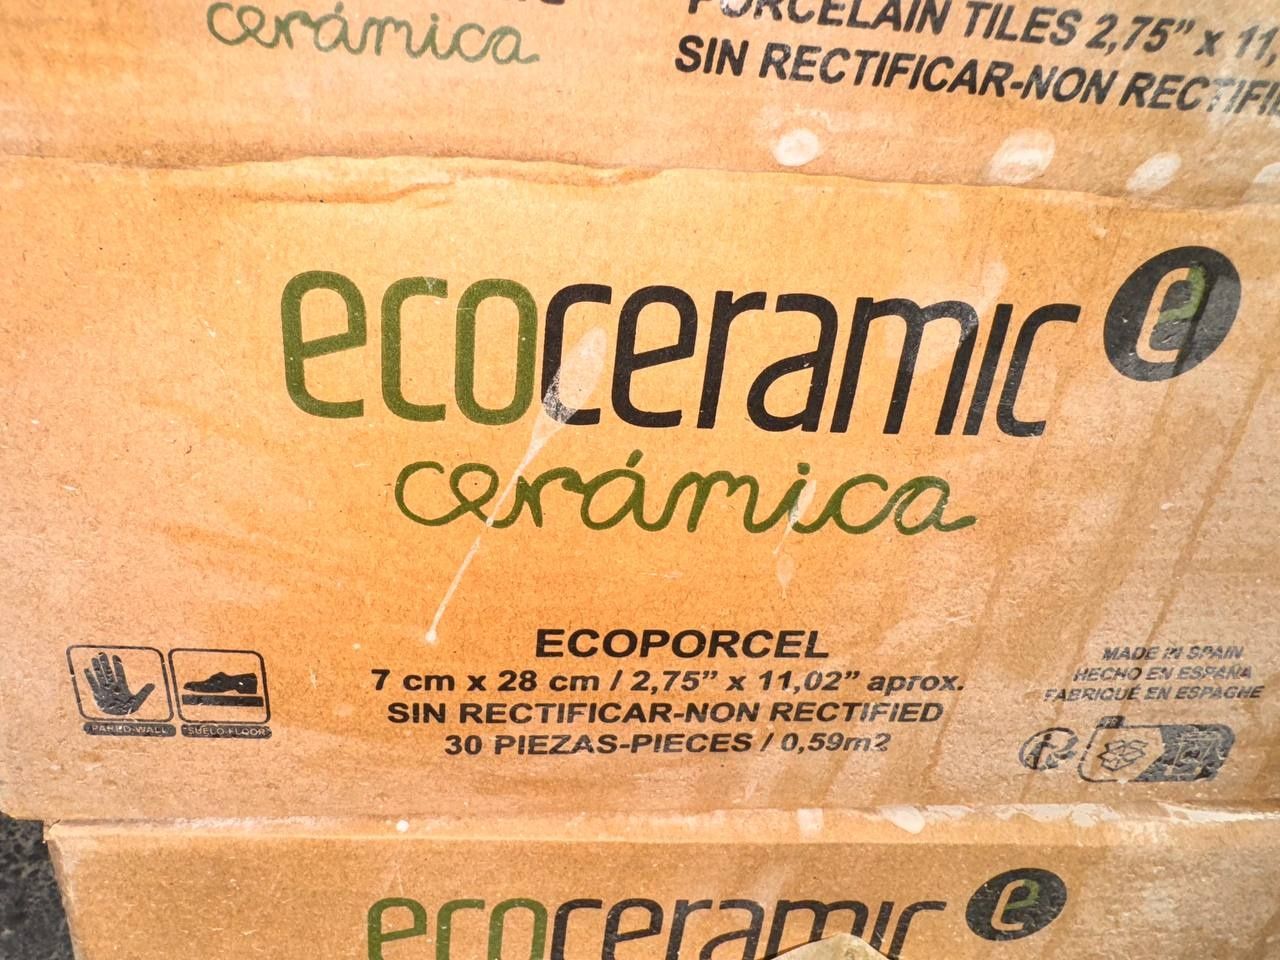 cerámica
PORCELAIN TILES 2,75” x 11,
SIN RECTIFICAR-NON RECTIFIE
ecoceramic e
cerámica
ECOPORCEL
7 cm x 28 cm / 2,75” x 11,02” aprox.
SIN RECTIFICAR-NON RECTIFIED
30 PIEZAS-PIECES / 0,59m2
PARED-WALL
SUELO-FLOOR
MADE IN SPAIN
HECHO EN ESPAÑA
FABRIQUÉ EN ESPAGNE
FR
ecoceramic e